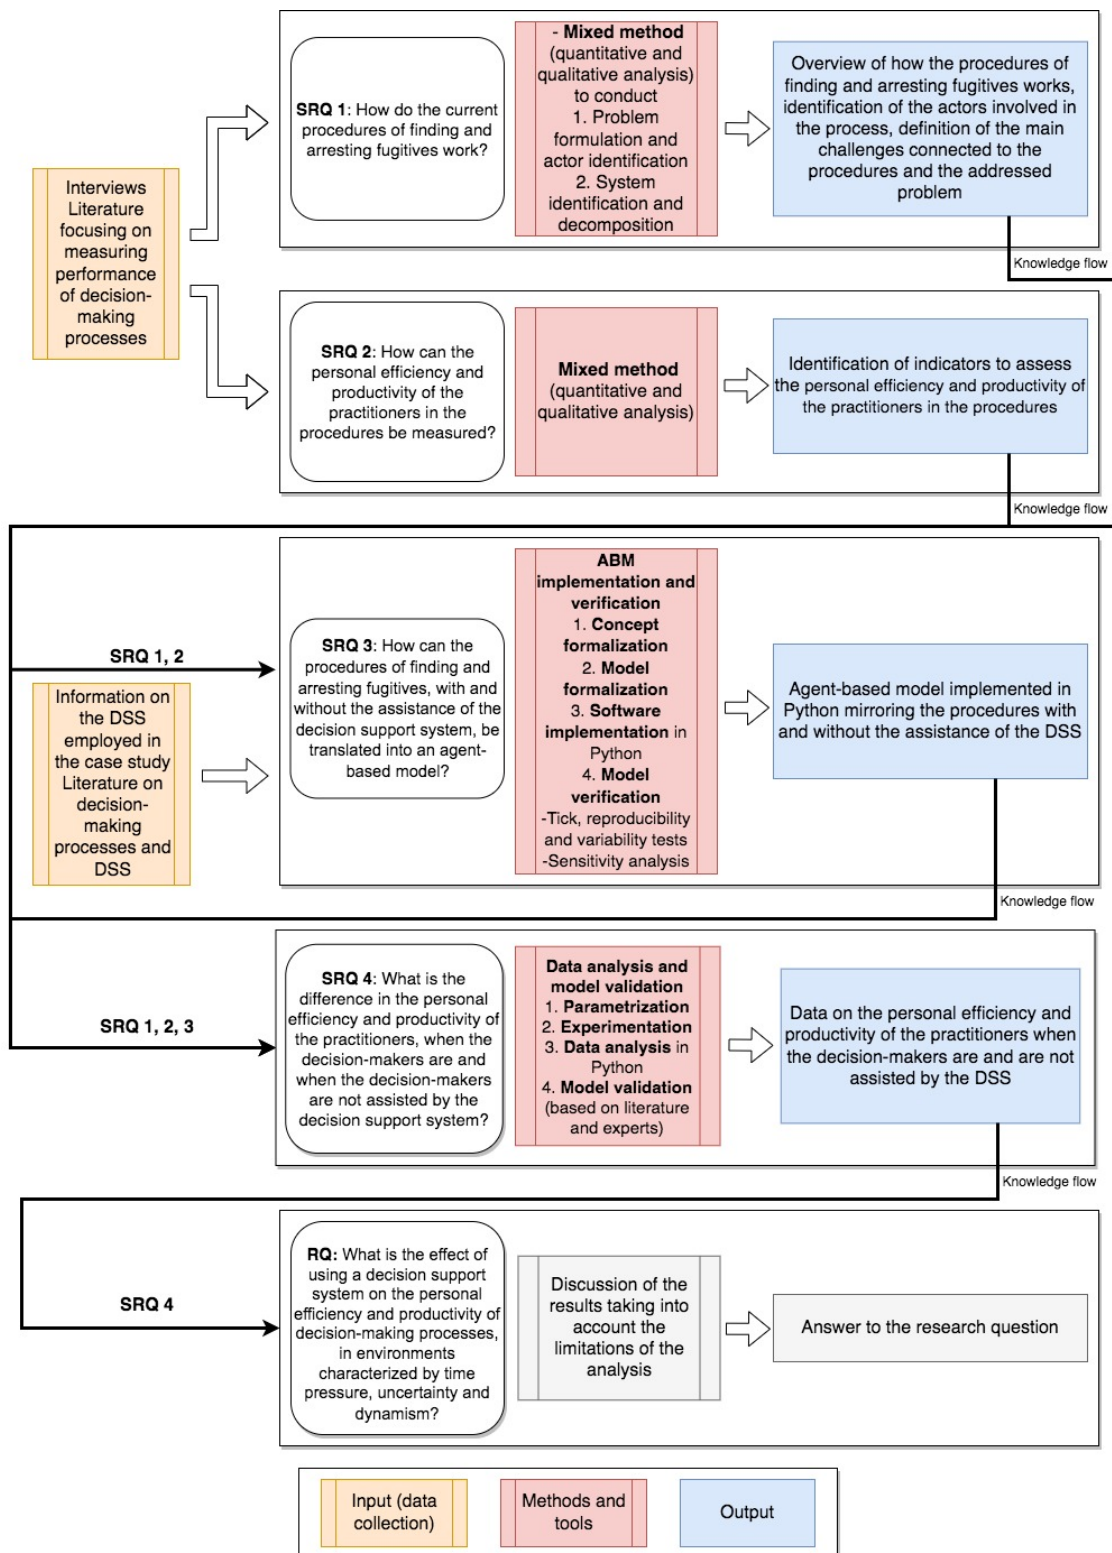 Interviews
Literature
focusing on
measuring
performance
of decision-
making
processes
SRQ 1: How do the current
procedures of finding and
arresting fugitives work?
- Mixed method
(quantitative and
qualitative analysis)
to conduct
1. Problem
formulation and
actor identification
2. System
identification and
decomposition
Overview of how the procedures of
finding and arresting fugitives works,
identification of the actors involved in
the process, definition of the main
challenges connected to the
procedures and the addressed
problem
Knowledge flow
SRQ 2: How can the
personal efficiency and
productivity of the
practitioners in the
procedures be measured?
Mixed method
(quantitative and
qualitative analysis)
Identification of indicators to assess
the personal efficiency and productivity of
the practitioners in the procedures
Knowledge flow
SRQ 1, 2
Information on
the DSS
employed in
the case study
Literature on
decision-
making
processes and
DSS
SRQ 3: How can the
procedures of finding and
arresting fugitives, with and
without the assistance of the
decision support system, be
translated into an agent-
based model?
ABM
implementation and
verification
1. Concept
formalization
2. Model
formalization
3. Software
implementation in
Python
4. Model
verification
-Tick, reproducibility
and variability tests
-Sensitivity analysis
Agent-based model implemented in
Python mirroring the procedures with
and without the assistance of the DSS
Knowledge flow
SRQ 1, 2, 3
SRQ 4: What is the
difference in the personal
efficiency and productivity of
the practitioners, when the
decision-makers are and
when the decision-makers
are not assisted by the
decision support system?
Data analysis and
model validation
1. Parametrization
2. Experimentation
3. Data analysis in
Python
4. Model validation
(based on literature
and experts)
Data on the personal efficiency and
productivity of the practitioners when
the decision-makers are and are not
assisted by the DSS
Knowledge flow
SRQ 4
RQ: What is the effect of
using a decision support
system on the personal
efficiency and productivity of
decision-making processes,
in environments
characterized by time
pressure, uncertainty and
dynamism?
Discussion of the
results taking into
account the
limitations of the
analysis
Answer to the research question
Input (data
collection)
Methods and
tools
Output